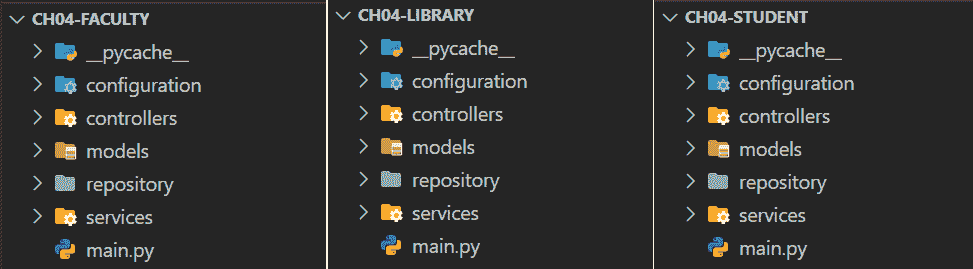 CH04-FACULTY
__pycache__
configuration
controllers
models
repository
services
main.py
CH04-LIBRARY
__pycache__
configuration
controllers
models
repository
services
main.py
CH04-STUDENT
__pycache__
configuration
controllers
models
repository
services
main.py